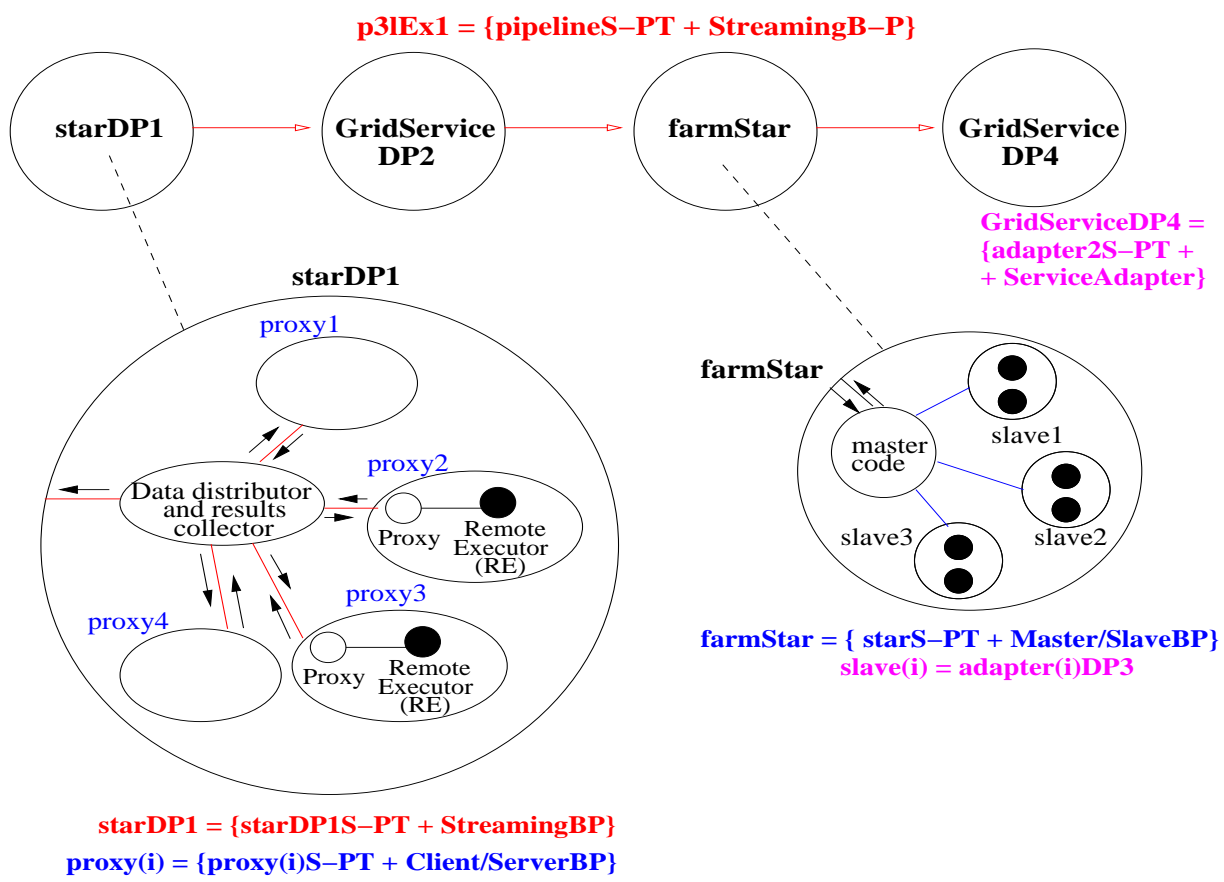 p3lEx1 = {pipelineS–PT + StreamingB–P}
starDP1
GridService
DP2
farmStar
GridService
DP4
GridServiceDP4 =
{adapter2S–PT +
+ ServiceAdapter}
starDP1
proxy1
proxy2
Data distributor
and results
collector
Proxy
Remote
Executor
(RE)
proxy3
proxy4
Proxy
Remote
Executor
(RE)
farmStar
master
code
slave1
slave2
slave3
farmStar = { starS–PT + Master/SlaveBP}
slave(i) = adapter(i)DP3
starDP1 = {starDP1S–PT + StreamingBP}
proxy(i) = {proxy(i)S–PT + Client/ServerBP}